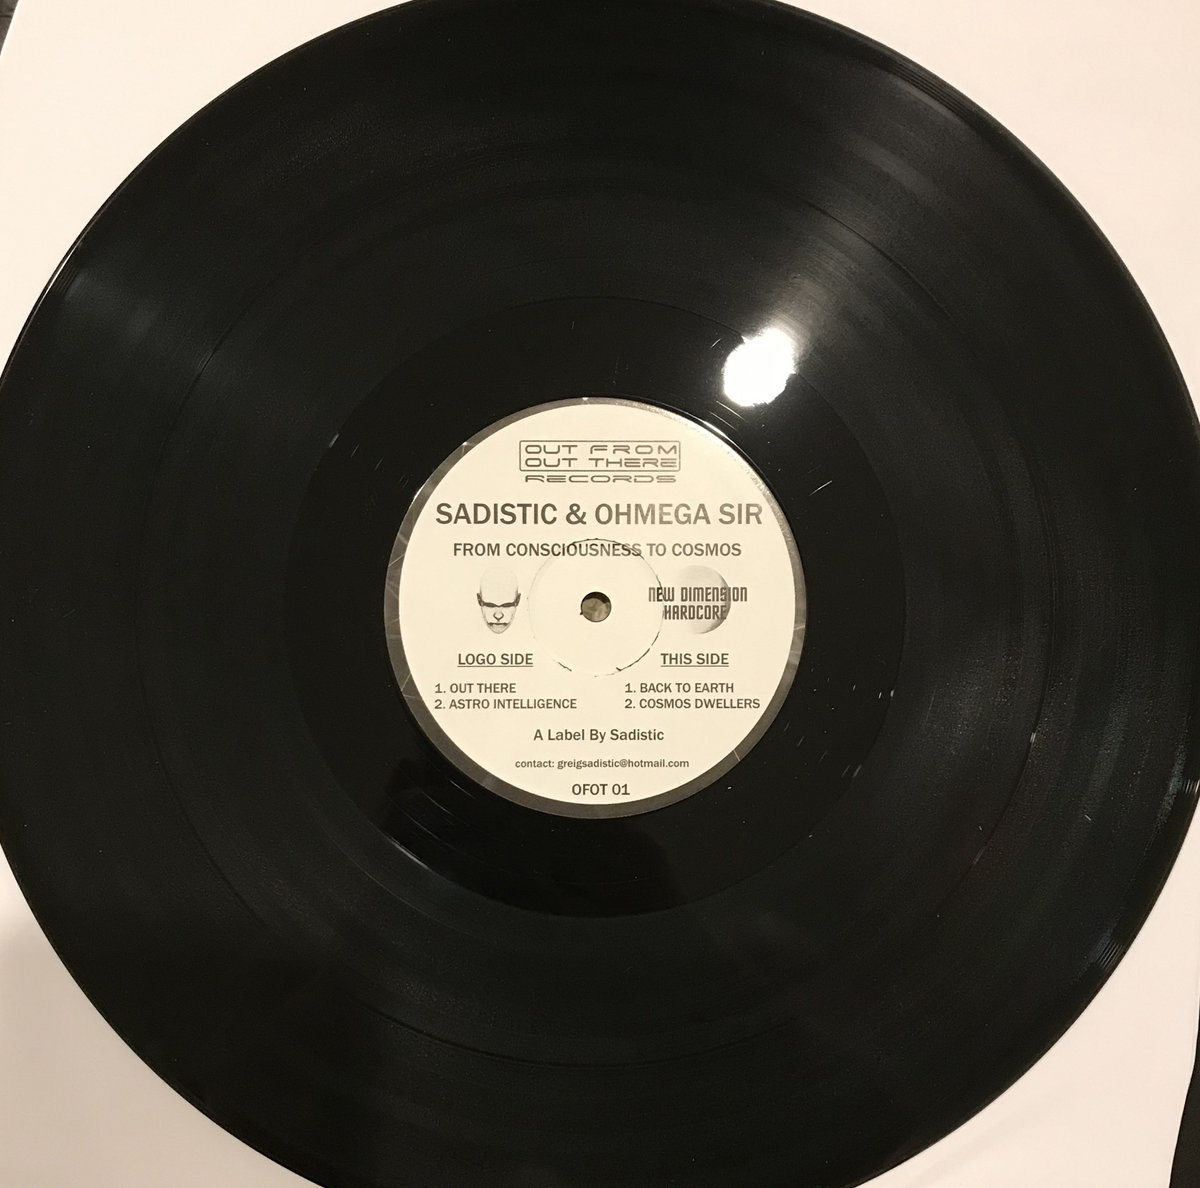 OUT FROM
OUT THERE
RECORDS
SADISTIC & OHMEGA SIR
FROM CONSCIOUSNESS TO COSMOS
NEW DIMENSION
HARDCORE
LOGO SIDE
1. OUT THERE
2. ASTRO INTELLIGENCE
THIS SIDE
1. BACK TO EARTH
2. COSMOS DWELLERS
A Label By Sadistic
contact: greigsadistic@hotmail.com
OFOT 01